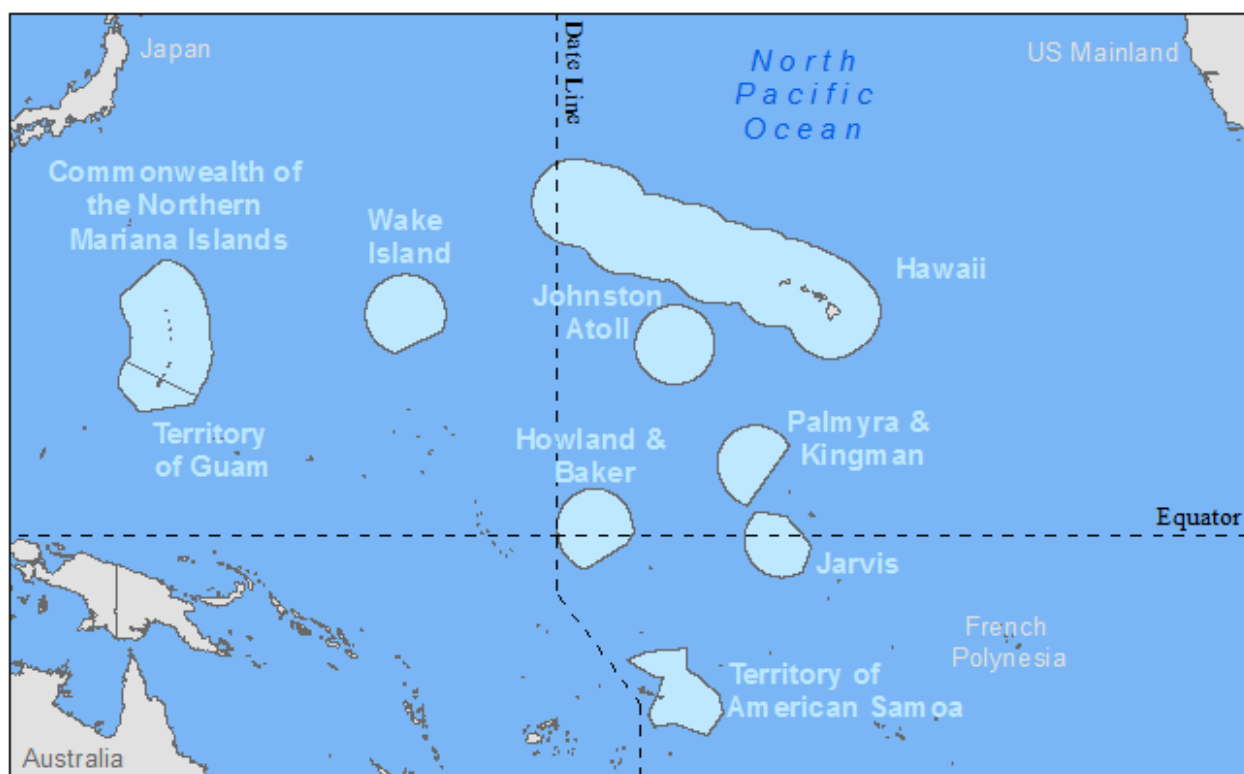 Japan
Date Line
North
Pacific
Ocean
US Mainland
Commonwealth of
the Northern
Mariana Islands
Wake
Island
Hawaii
Johnston
Atoll
Territory
of Guam
Howland &
Baker
Palmyra &
Kingman
Equator
Jarvis
French
Polynesia
Territory of
American Samoa
Australia